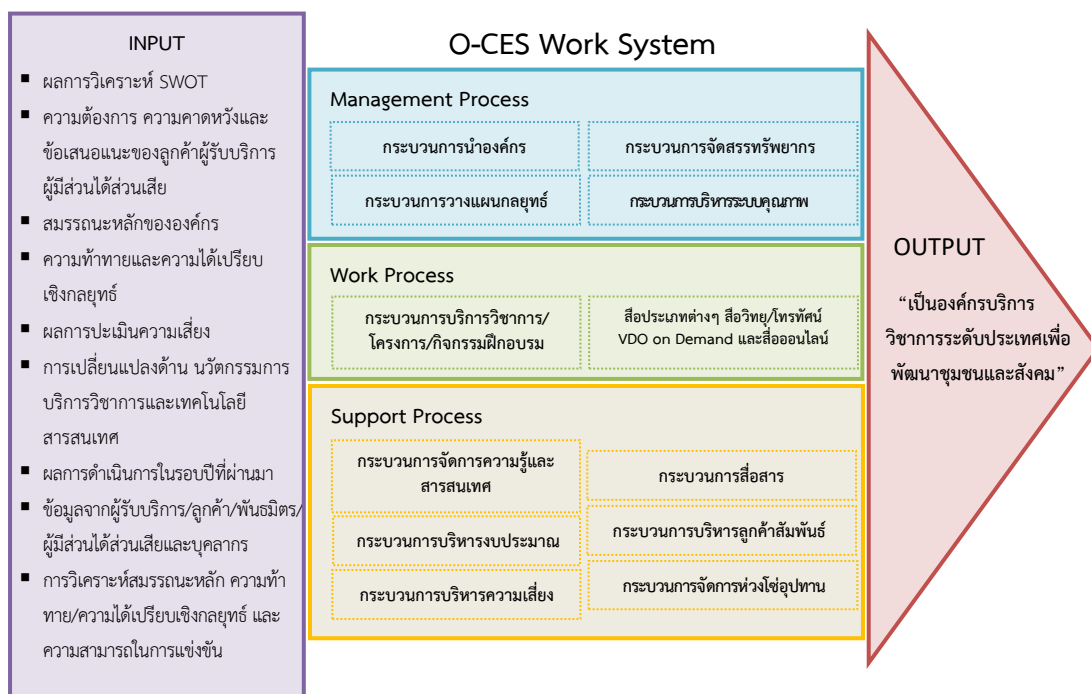 INPUT
▪ ผลการวิเคราะห์ SWOT
▪ ความต้องการ ความคาดหวังและ
ข้อเสนอแนะของลูกค้าผู้รับบริการ
ผู้มีส่วนได้ส่วนเสีย
▪ สมรรถนะหลักขององค์กร
▪ ความท้าทายและความได้เปรียบ
เชิงกลยุทธ์
▪ ผลการประเมินความเสี่ยง
▪ การเปลี่ยนแปลงด้าน นวัตกรรมการ
บริการวิชาการและเทคโนโลยี
สารสนเทศ
▪ ผลการดำเนินการในรอบปีที่ผ่านมา
▪ ข้อมูลจากผู้รับบริการ/ลูกค้า/พันธมิตร/
ผู้มีส่วนได้ส่วนเสียและบุคลากร
▪ การวิเคราะห์สมรรถนะหลัก ความท้า
ทาย/ความได้เปรียบเชิงกลยุทธ์ และ
ความสามารถในการแข่งขัน
O-CES Work System
Management Process
กระบวนการนำองค์กร
กระบวนการจัดสรรทรัพยากร
กระบวนการวางแผนกลยุทธ์
กระบวนการบริหารระบบคุณภาพ
Work Process
กระบวนการบริการวิชาการ/
โครงการ/กิจกรรมฝึกอบรม
สื่อประเภทต่างๆ สื่อวิทยุ/โทรทัศน์
VDO on Demand และสื่อออนไลน์
Support Process
กระบวนการจัดการความรู้และ
สารสนเทศ
กระบวนการสื่อสาร
กระบวนการบริหารงบประมาณ
กระบวนการบริหารลูกค้าสัมพันธ์
กระบวนการบริหารความเสี่ยง
กระบวนการจัดการห่วงโซ่อุปทาน
OUTPUT
“เป็นองค์กรบริการ
วิชาการระดับประเทศเพื่อ
พัฒนาชุมชนและสังคม”